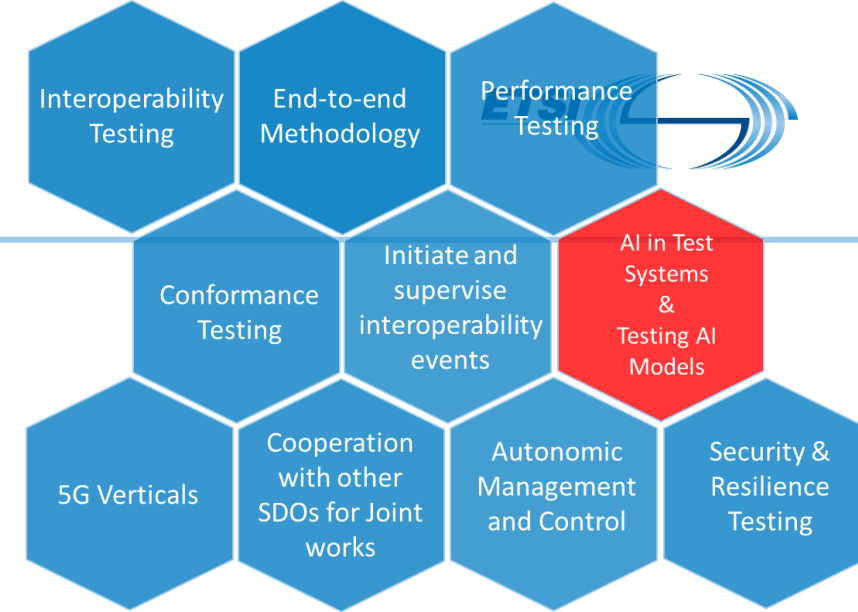 Interoperability
Testing
End-to-end
Methodology
Performance
Testing
ETSI
Conformance
Testing
Initiate and
supervise
interoperability
events
AI in Test
Systems
&
Testing AI
Models
5G Verticals
Cooperation
with other
SDOs for Joint
works
Autonomic
Management
and Control
Security &
Resilience
Testing